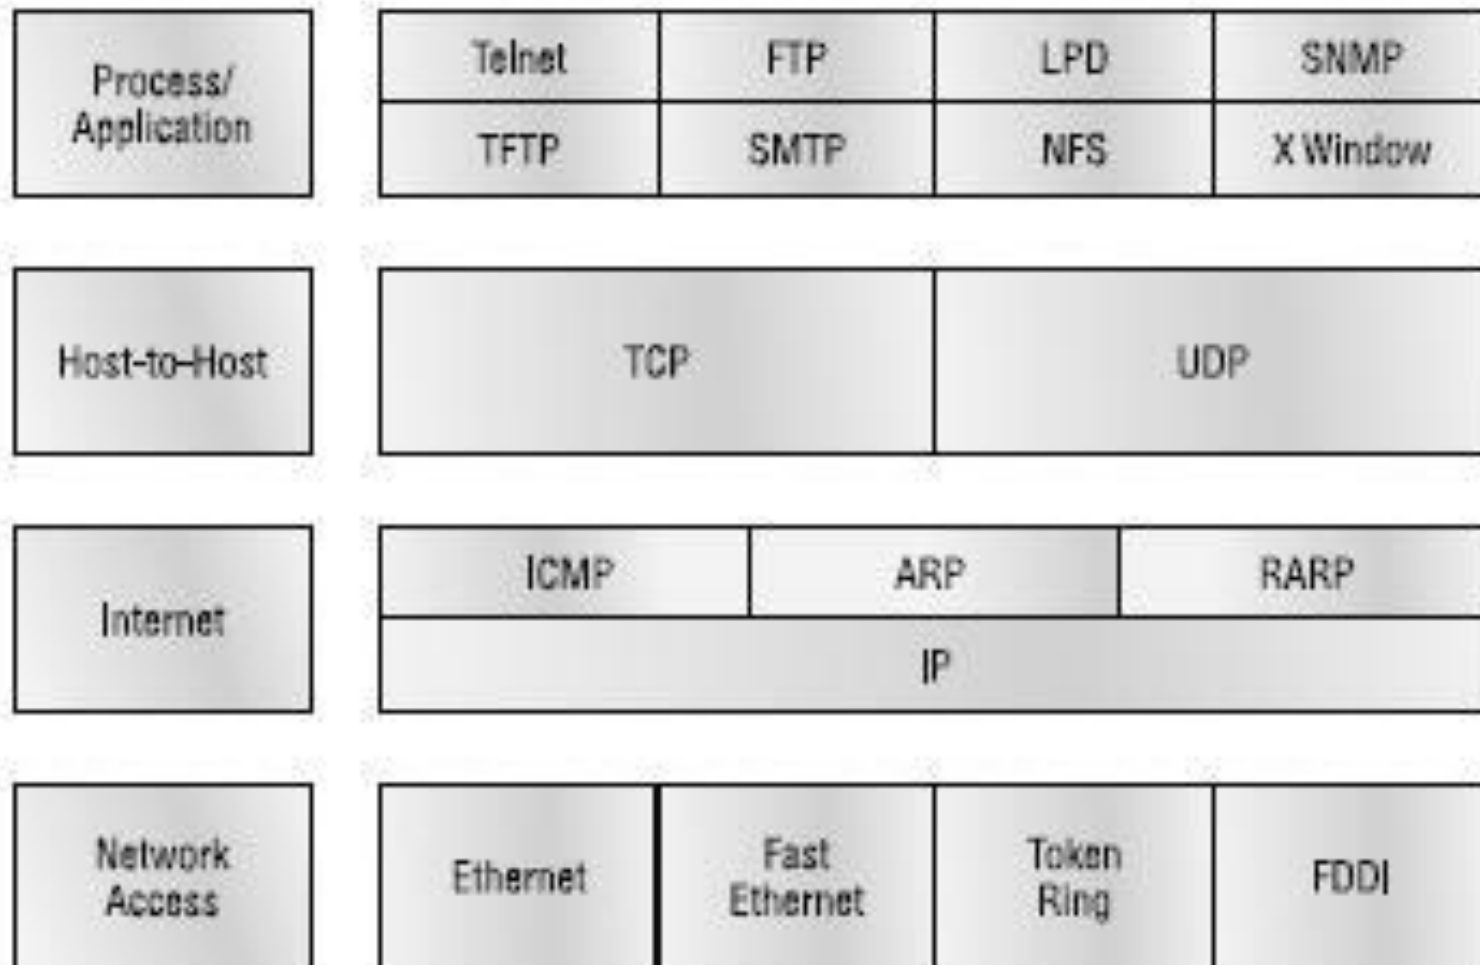 Process/
Application
Telnet FTP LPD SNMP
TFTP SMTP NFS X Window
Host-to-Host
TCP UDP
Internet
ICMP ARP RARP
IP
Network
Access
Ethernet
Fast
Ethernet
Token
Ring
FDDI